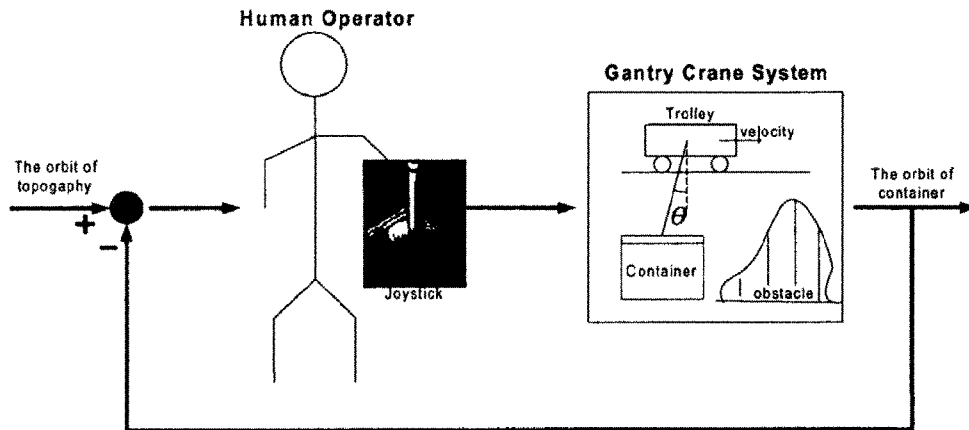 Human Operator
Gantry Crane System
Trolley
velocity
The orbit of
topogaphy
The orbit of
container
+
−
θ
Joystick
Container
obstacle